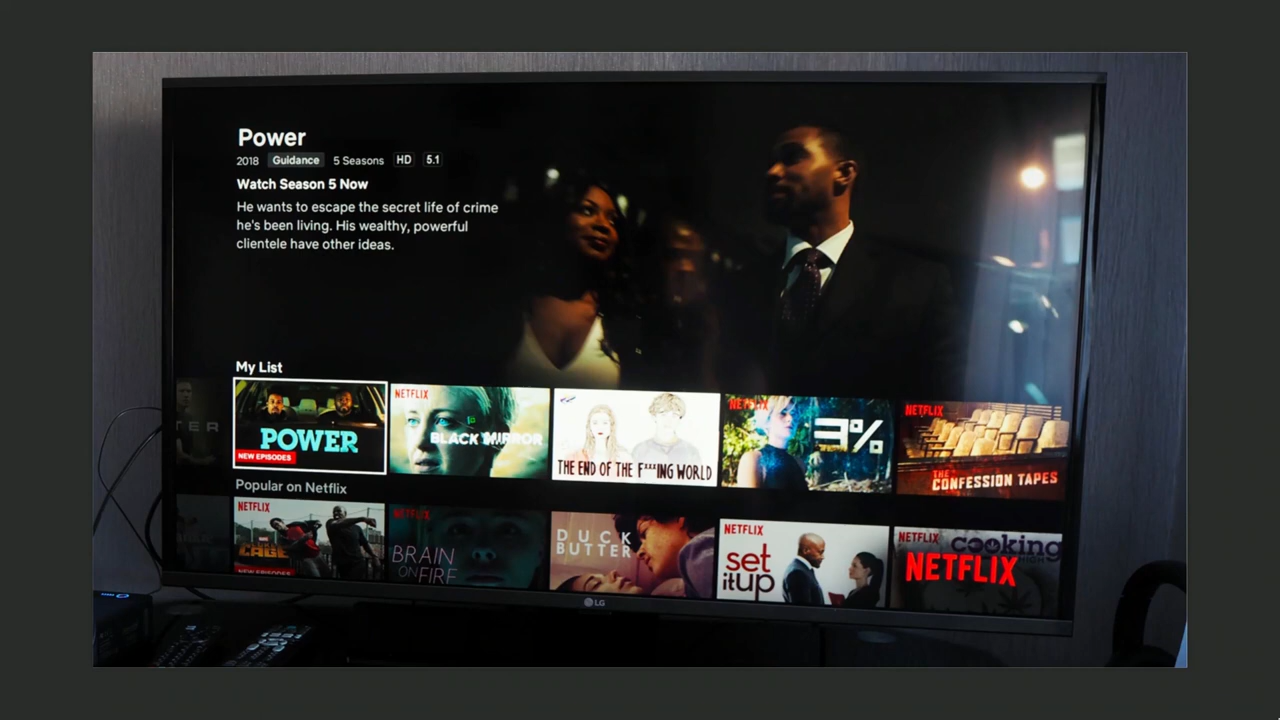 Power
2018 Guidance 5 Seasons HD 5.1
Watch Season 5 Now
He wants to escape the secret life of crime
he's been living. His wealthy, powerful
clientele have other ideas.
My List
TER
POWER
NEW EPISODES
NETFLIX
BLACK MIRROR
THE END OF THE F***ING WORLD
NETFLIX
3%
NETFLIX
THE
CONFESSION TAPES
Popular on Netflix
NETFLIX
CAGE
NEW EPISODES
NETFLIX
BRAIN
ON FIRE
DUCK
BUTTER
NETFLIX
set
it up
NETFLIX
cooking
NETFLIX
LG